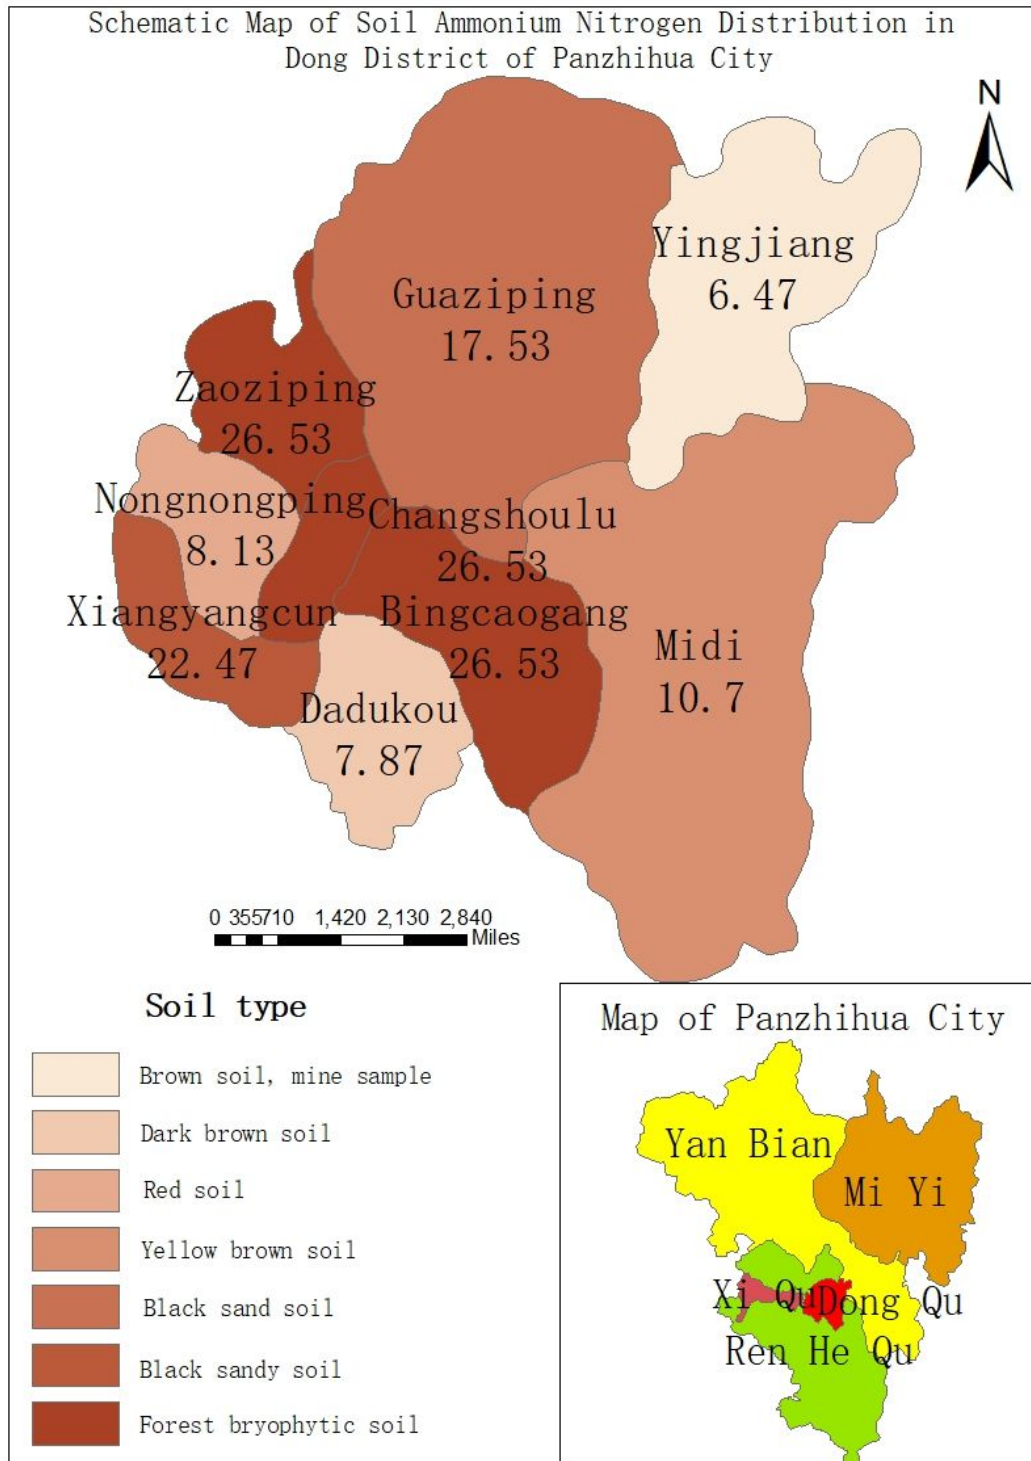 Schematic Map of Soil Ammonium Nitrogen Distribution in
Dong District of Panzhihua City
N
Yingjiang
6.47
Guaziping
17.53
Zaoziping
26.53
Nongnongping
8.13
Changshoulu
26.53
Xiangyangcun
22.47
Bingcaogang
26.53
Midi
10.7
Dadukou
7.87
0 355710 1,420 2,130 2,840
Miles
Soil type
Brown soil, mine sample
Dark brown soil
Red soil
Yellow brown soil
Black sand soil
Black sandy soil
Forest bryophytic soil
Map of Panzhihua City
Yan Bian
Mi Yi
Xi Qu
Dong Qu
Ren He Qu